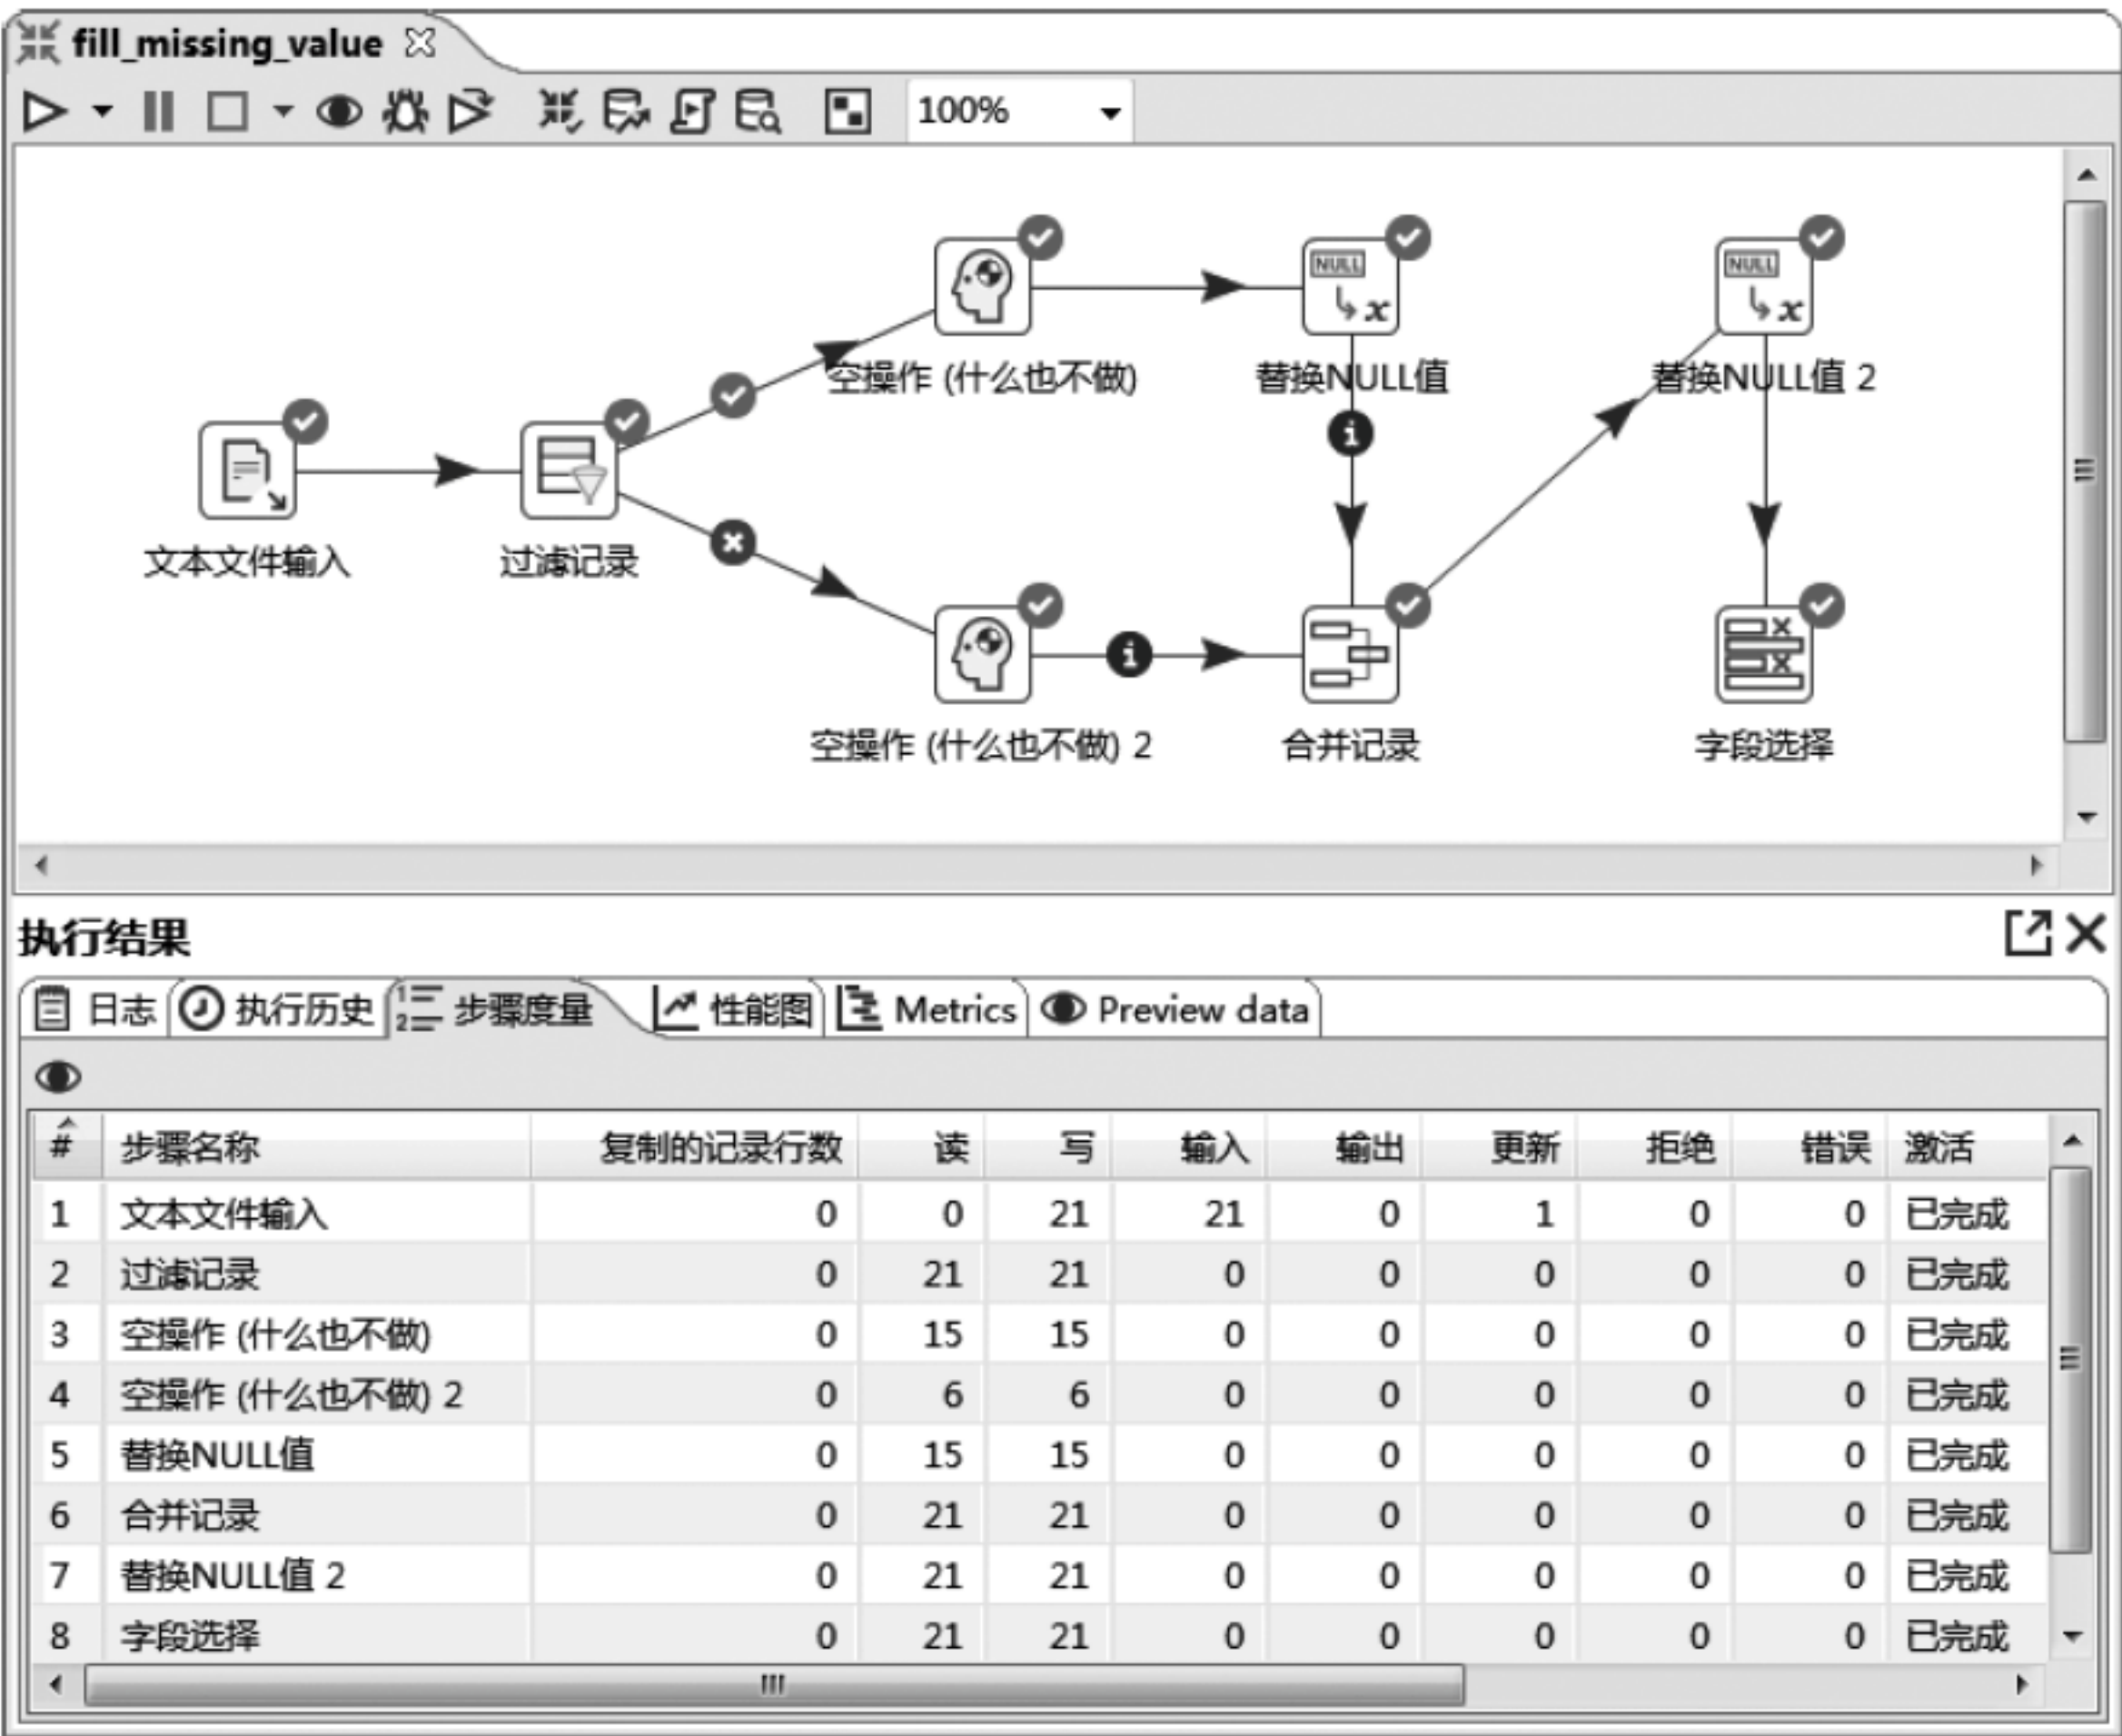 fill_missing_value
100%
空操作 (什么也不做)
替换NULL值
替换NULL值 2
文本文件输入
过滤记录
空操作 (什么也不做) 2
合并记录
字段选择
执行结果
日志 执行历史 步骤度量 性能图 Metrics Preview data
# 步骤名称 复制的记录行数 读 写 输入 输出 更新 拒绝 错误 激活
1 文本文件输入 0 0 21 21 0 1 0 0 已完成
2 过滤记录 0 21 21 0 0 0 0 0 已完成
3 空操作 (什么也不做) 0 15 15 0 0 0 0 0 已完成
4 空操作 (什么也不做) 2 0 6 6 0 0 0 0 0 已完成
5 替换NULL值 0 15 15 0 0 0 0 0 已完成
6 合并记录 0 21 21 0 0 0 0 0 已完成
7 替换NULL值 2 0 21 21 0 0 0 0 0 已完成
8 字段选择 0 21 21 0 0 0 0 0 已完成